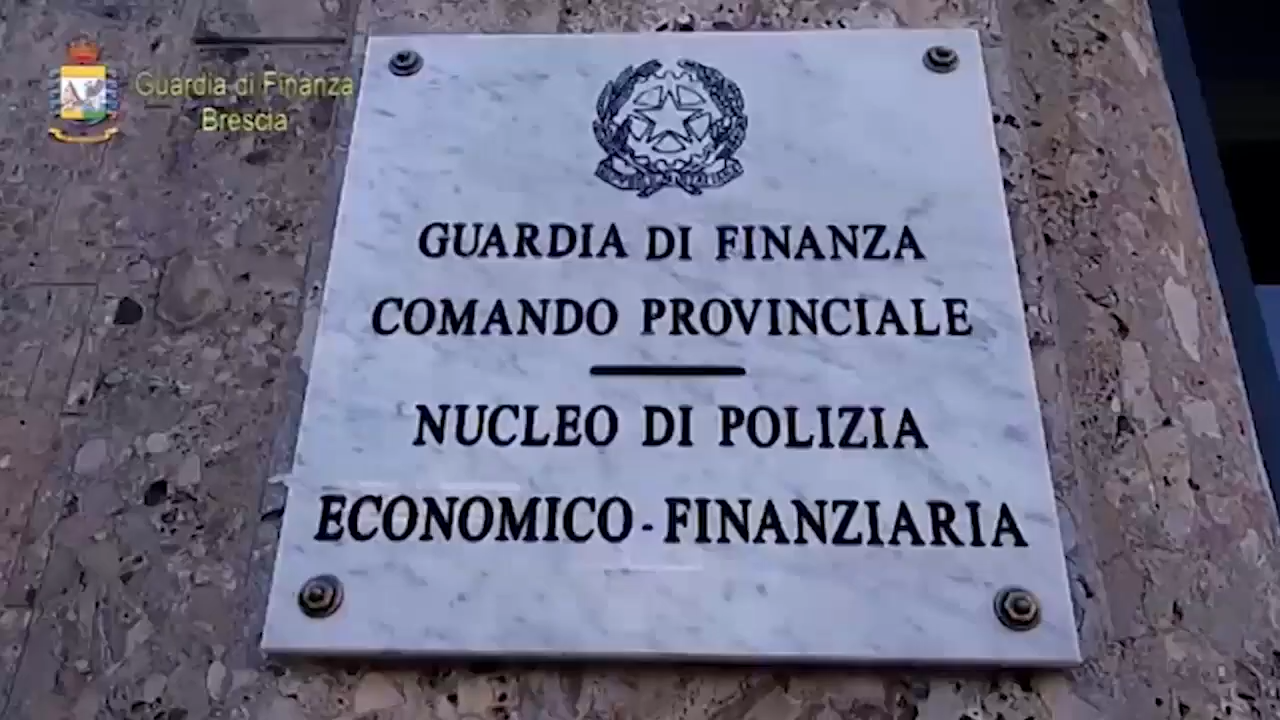 Guardia di Finanza
Brescia
GUARDIA DI FINANZA
COMANDO PROVINCIALE
NUCLEO DI POLIZIA
ECONOMICO-FINANZIARIA